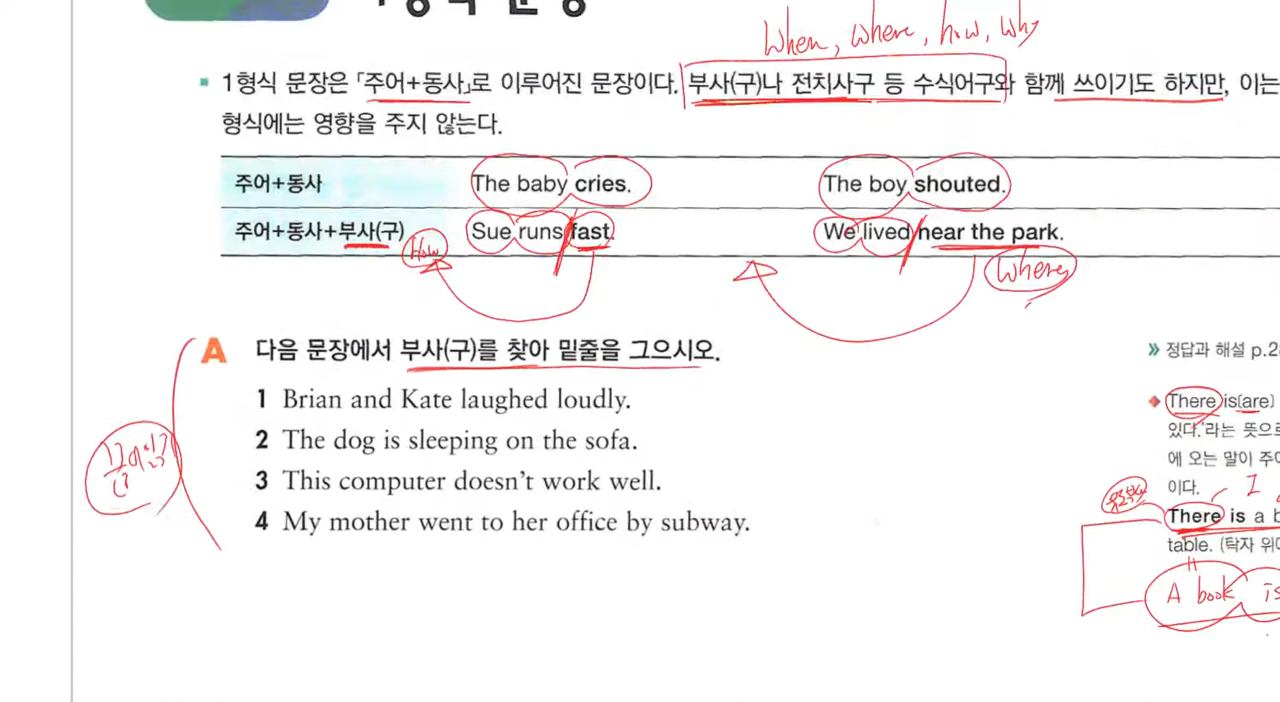 When, where, how, why
1형식 문장은 「주어+동사」로 이루어진 문장이다. 부사(구)나 전치사구 등 수식어구와 함께 쓰이기도 하지만, 이는
형식에는 영향을 주지 않는다.
주어+동사 The baby cries. The boy shouted.
주어+동사+부사(구) Sue runs fast. We lived near the park.
How
where
A 다음 문장에서 부사(구)를 찾아 밑줄을 그으시오.
1 Brian and Kate laughed loudly.
2 The dog is sleeping on the sofa.
3 This computer doesn't work well.
4 My mother went to her office by subway.
» 정답과 해설 p.2
There is(are)
있다.'라는 뜻으로
에 오는 말이 주어
이다.
There is a b
table. (탁자 위에
A book is